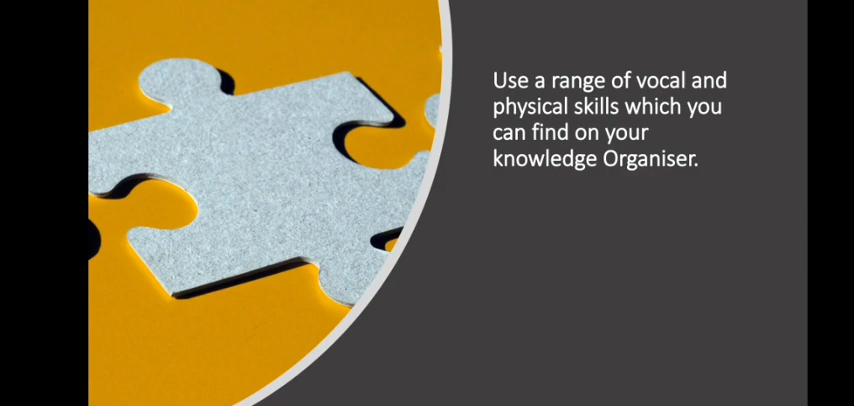 Use a range of vocal and
physical skills which you
can find on your
knowledge Organiser.